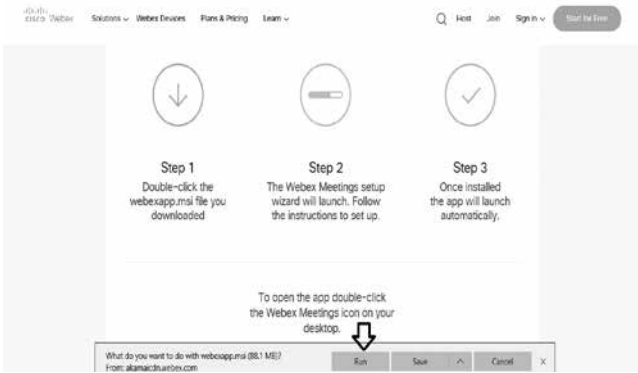 cisco Webex Solutions Webex Devices Plans & Pricing Learn Host Join Sign in Start for Free
Step 1
Double-click the
webexapp.msi file you
downloaded
Step 2
The Webex Meetings setup
wizard will launch. Follow
the instructions to set up.
Step 3
Once installed
the app will launch
automatically.
To open the app double-click
the Webex Meetings icon on your
desktop.
What do you want to do with webexapp.msi (88.1 MB)?
From: akamaicdn.webex.com
Run Save ^ Cancel X